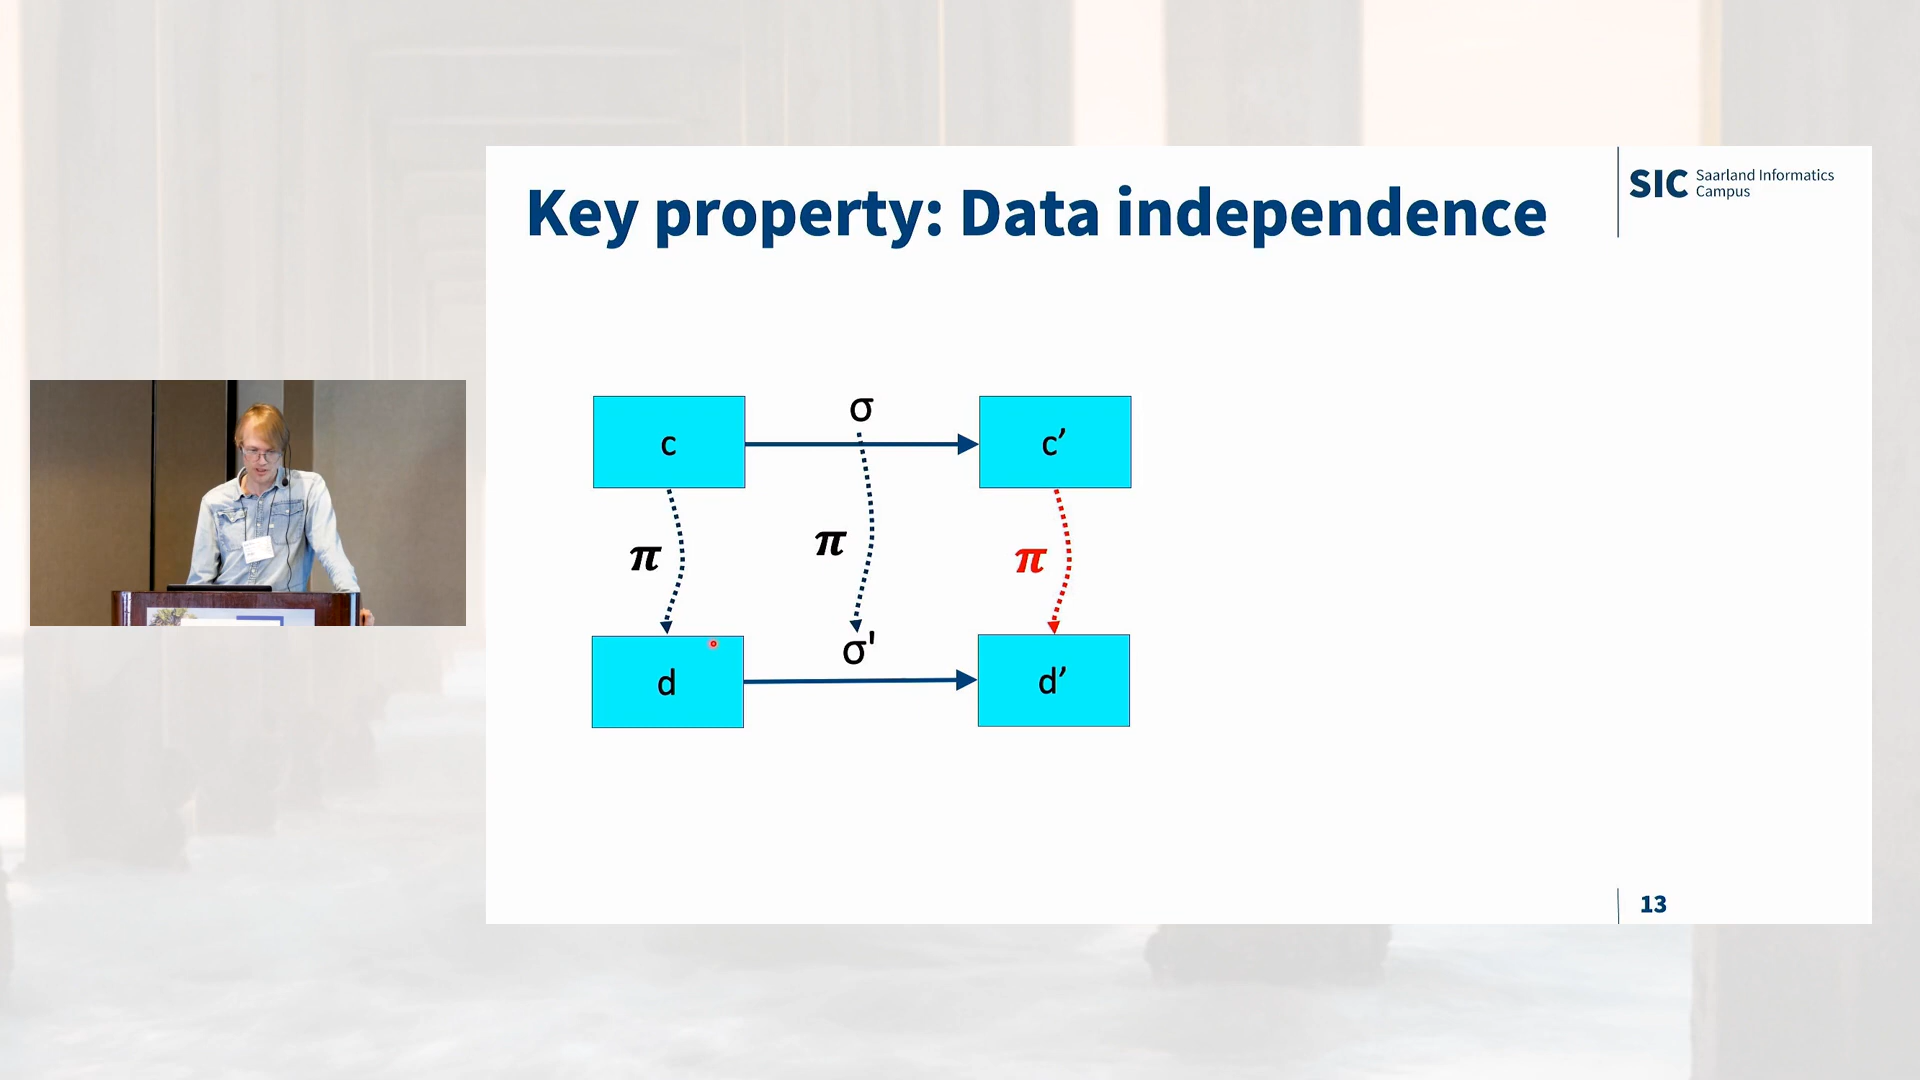 Key property: Data independence
SIC Saarland Informatics
Campus
σ
c
c’
π
π
π
σ'
d
d’
13